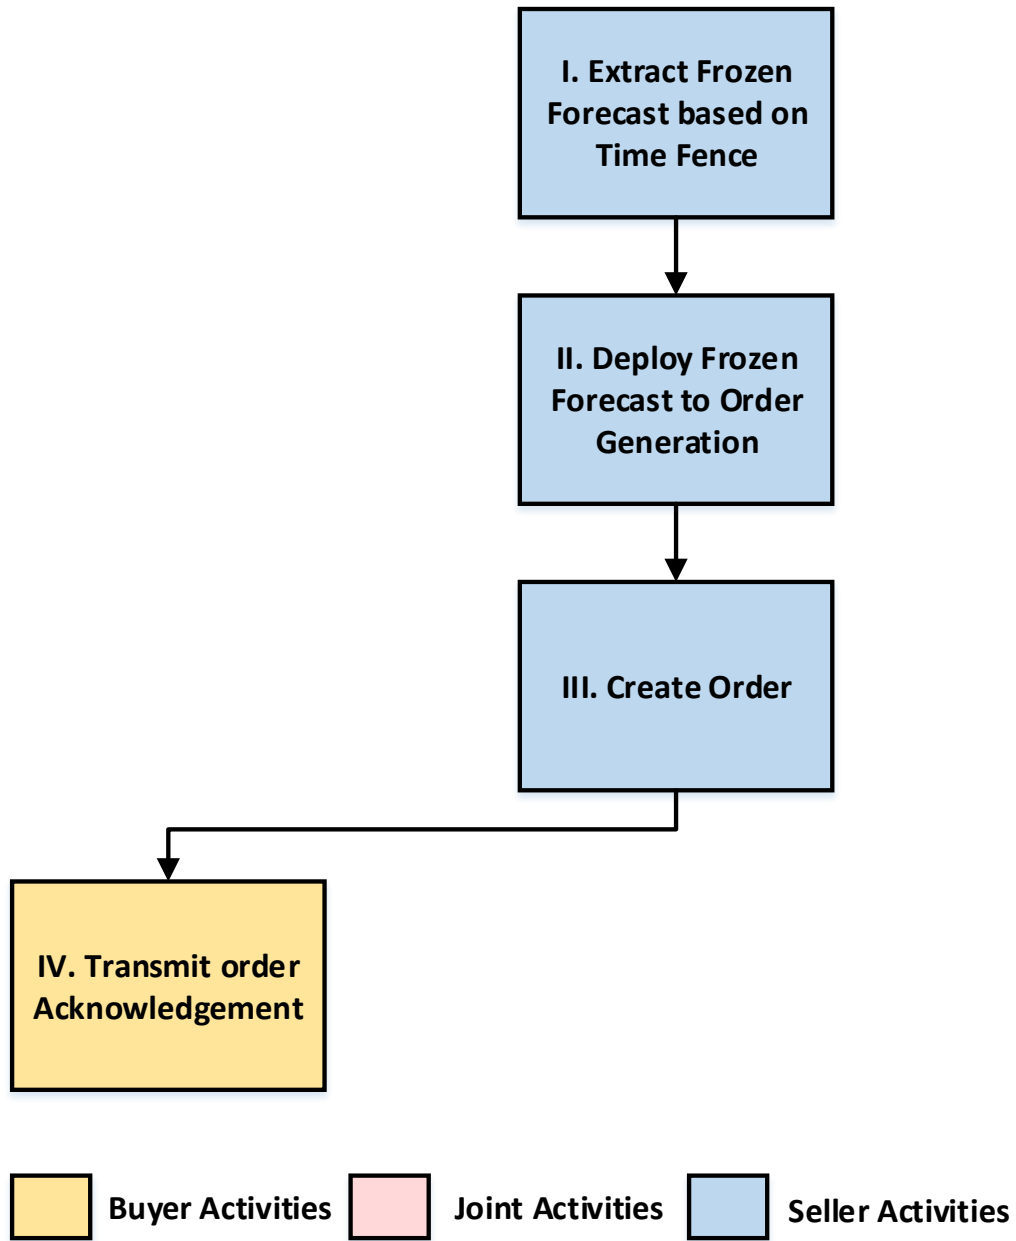 I. Extract Frozen
Forecast based on
Time Fence
II. Deploy Frozen
Forecast to Order
Generation
III. Create Order
IV. Transmit order
Acknowledgement
Buyer Activities
Joint Activities
Seller Activities